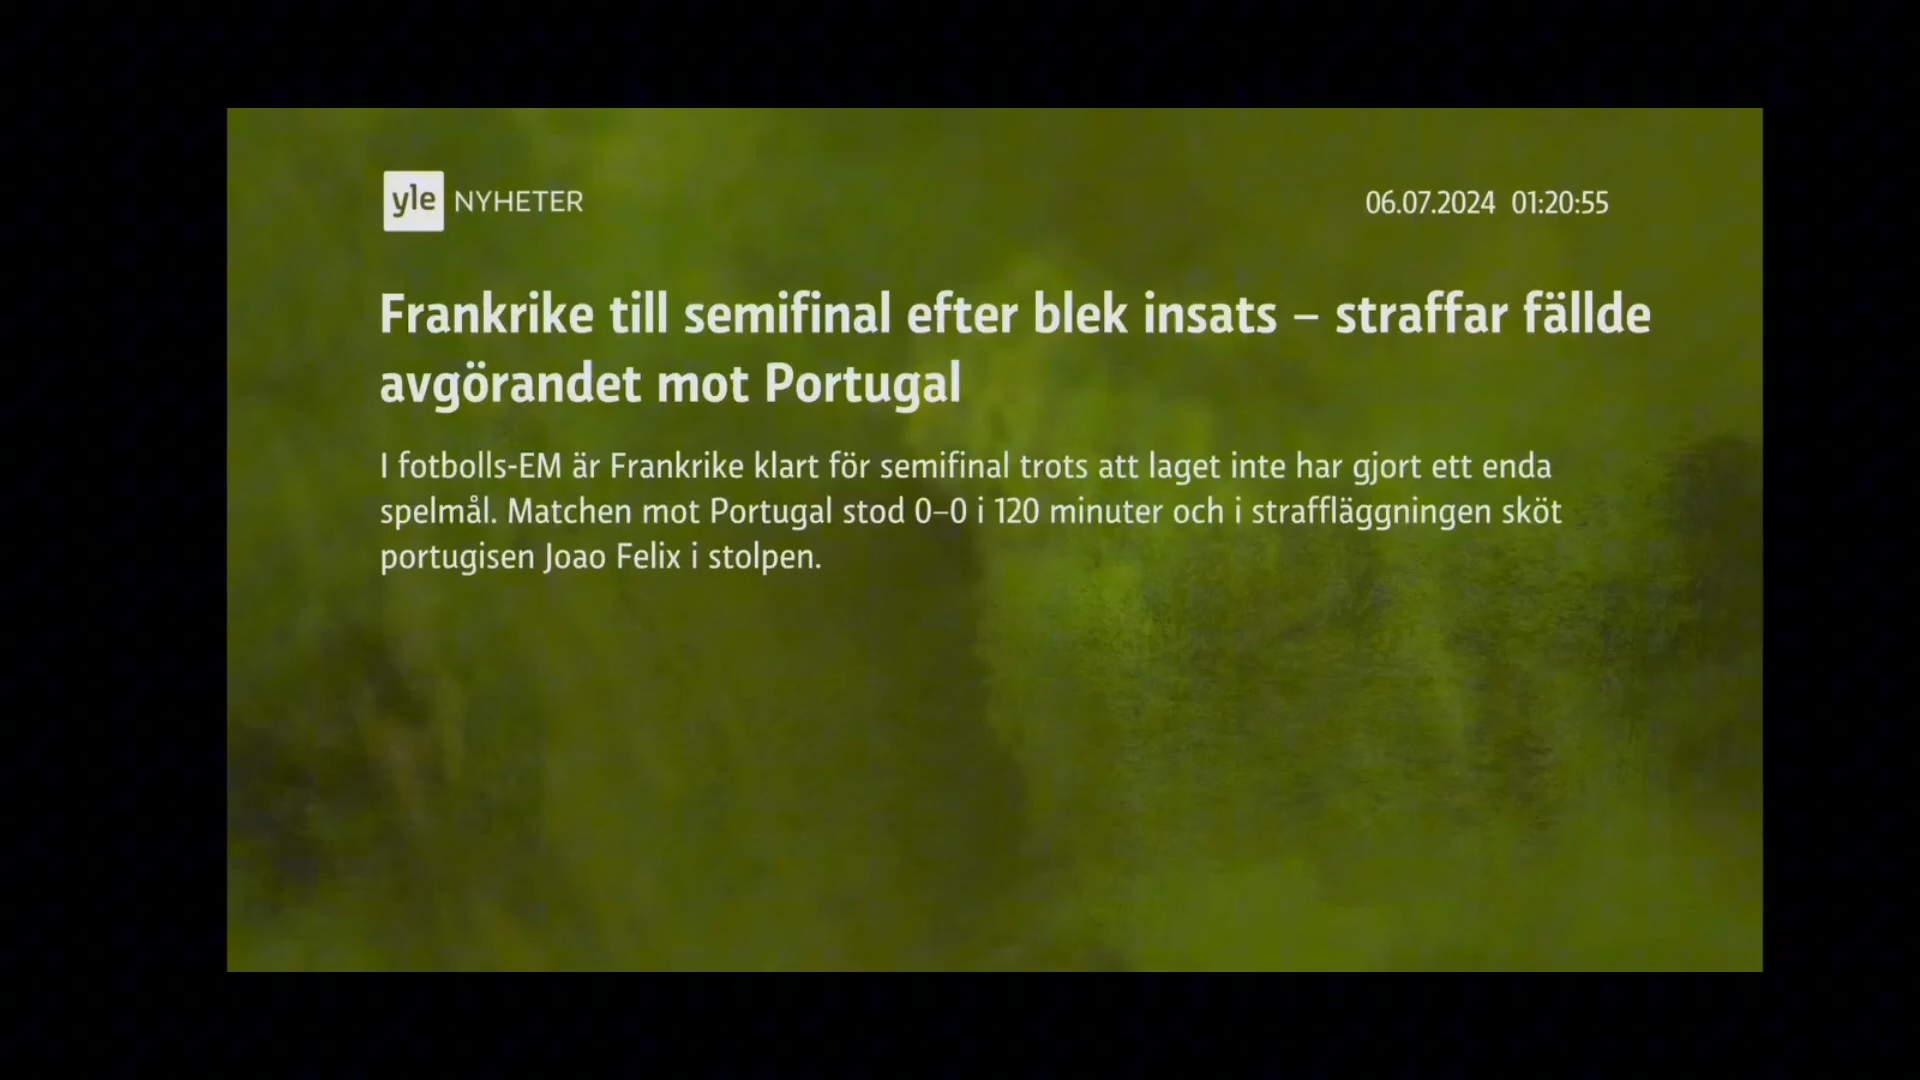 yle NYHETER
06.07.2024 01:20:55
Frankrike till semifinal efter blek insats – straffar fällde
avgörandet mot Portugal
I fotbolls-EM är Frankrike klart för semifinal trots att laget inte har gjort ett enda
spelmål. Matchen mot Portugal stod 0–0 i 120 minuter och i straffläggningen sköt
portugisen Joao Felix i stolpen.